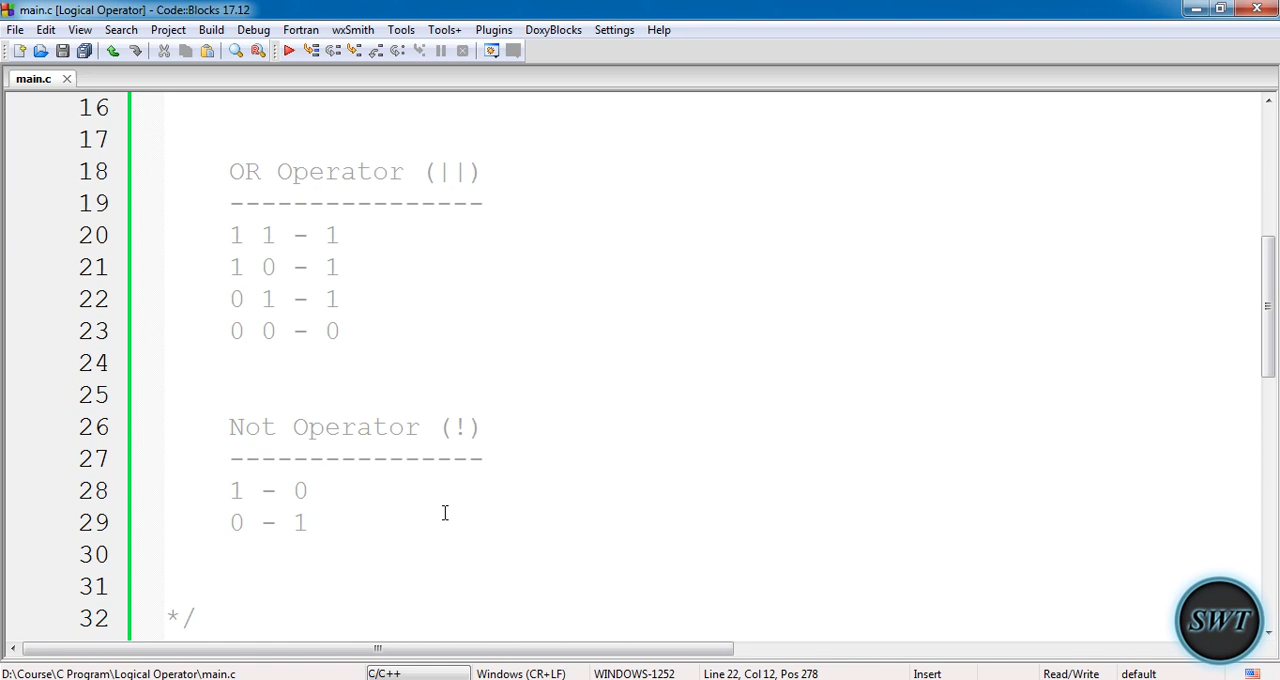 main.c [Logical Operator] - Code::Blocks 17.12
File Edit View Search Project Build Debug Fortran wxSmith Tools Tools+ Plugins DoxyBlocks Settings Help
main.c
16
17
18 OR Operator (||)
19 ----------------
20 1 1 - 1
21 1 0 - 1
22 0 1 - 1
23 0 0 - 0
24
25
26 Not Operator (!)
27 ----------------
28 1 - 0
29 0 - 1
30
31
32 */
SWT
D:\Course\C Program\Logical Operator\main.c C/C++ Windows (CR+LF) WINDOWS-1252 Line 22, Col 12, Pos 278 Insert Read/Write default